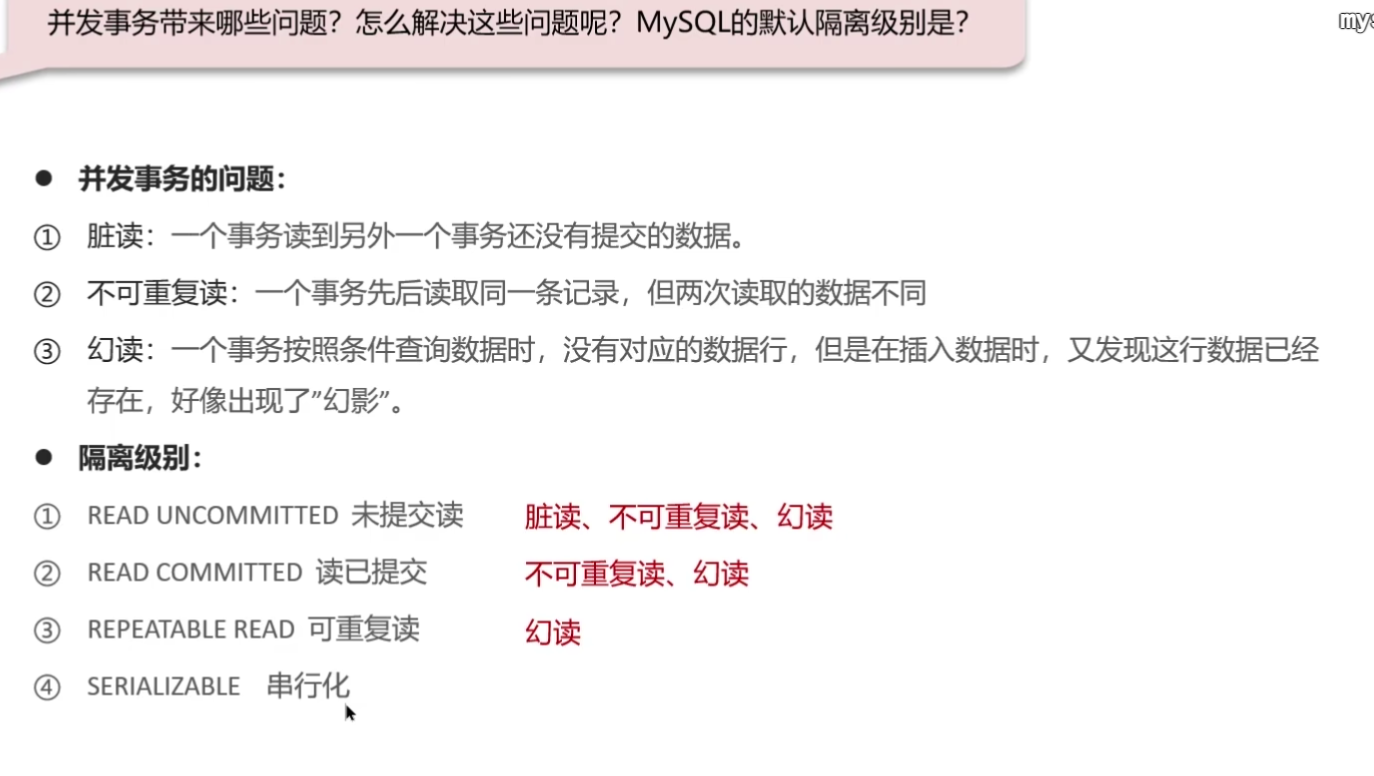 并发事务带来哪些问题？怎么解决这些问题呢？MySQL的默认隔离级别是？
mys
● 并发事务的问题：
① 脏读：一个事务读到另外一个事务还没有提交的数据。
② 不可重复读：一个事务先后读取同一条记录，但两次读取的数据不同
③ 幻读：一个事务按照条件查询数据时，没有对应的数据行，但是在插入数据时，又发现这行数据已经
存在，好像出现了”幻影”。
● 隔离级别：
① READ UNCOMMITTED 未提交读 脏读、不可重复读、幻读
② READ COMMITTED 读已提交 不可重复读、幻读
③ REPEATABLE READ 可重复读 幻读
④ SERIALIZABLE 串行化